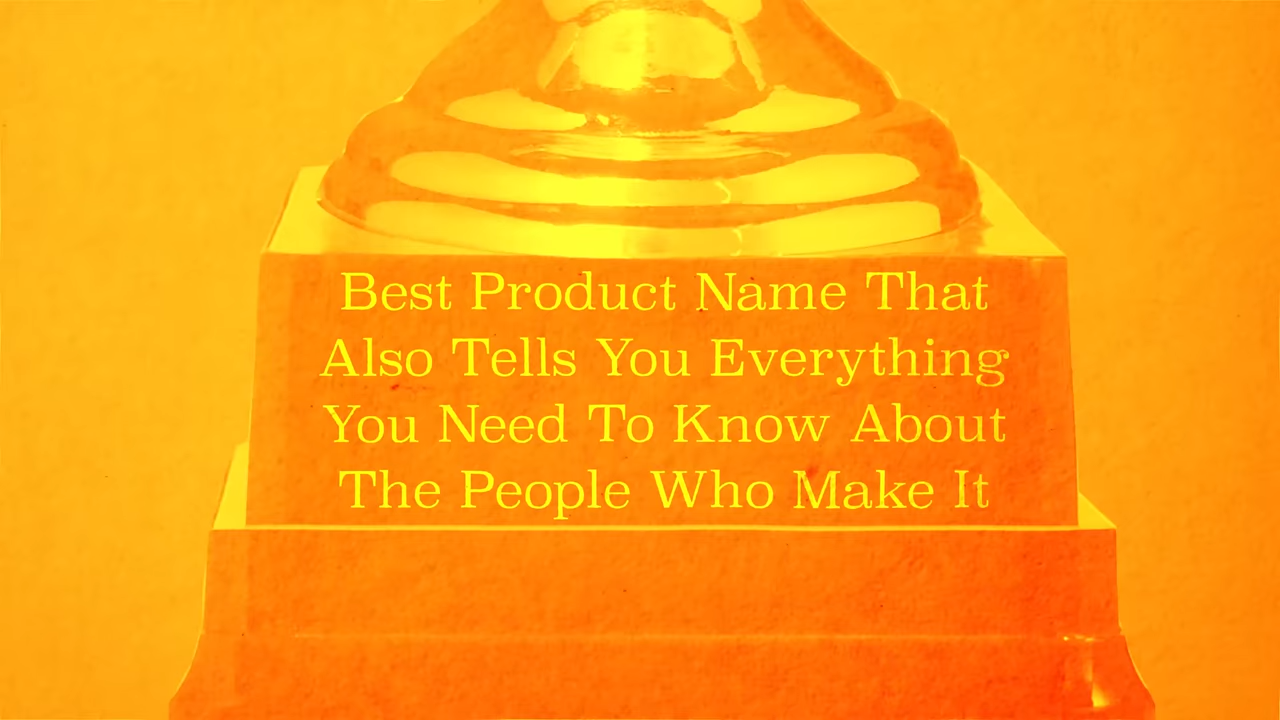 Best Product Name That
Also Tells You Everything
You Need To Know About
The People Who Make It